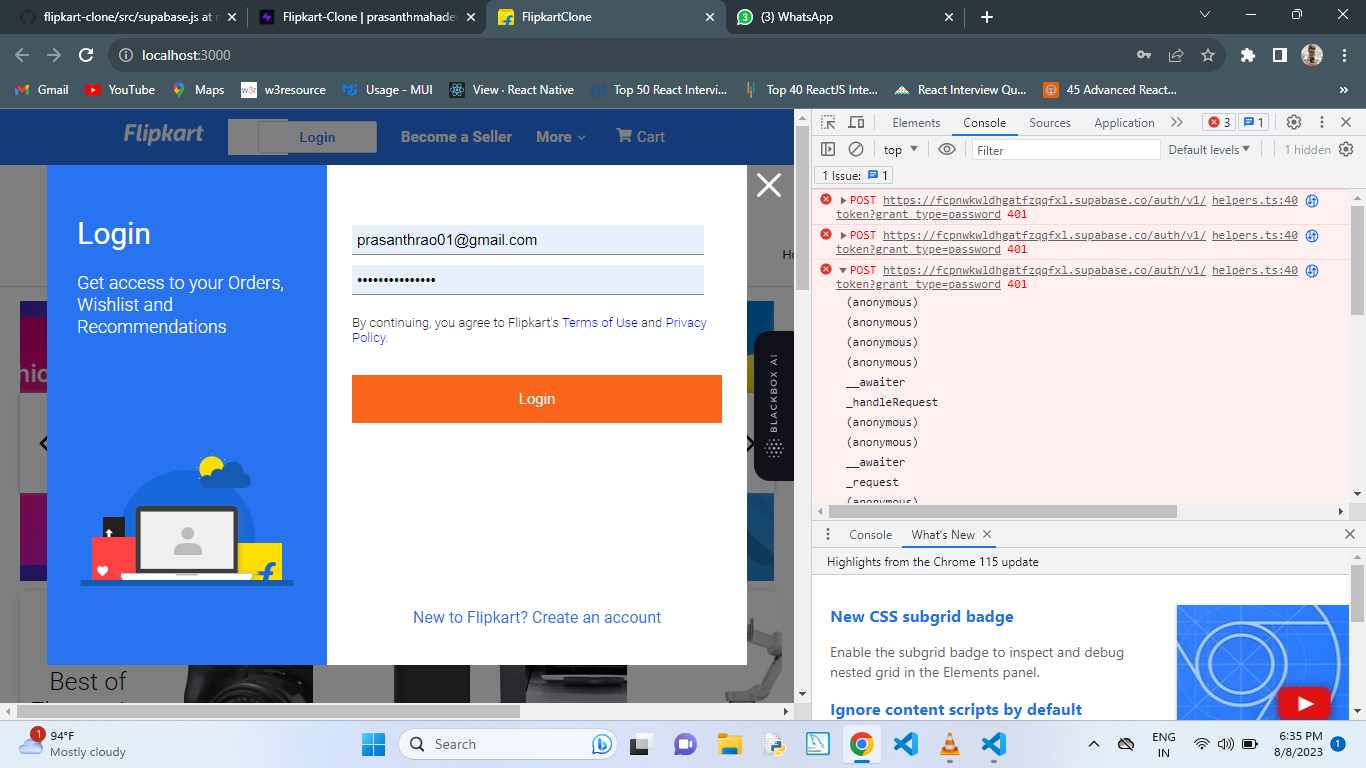 flipkart-clone/src/supabase.js at m
Flipkart-Clone | prasanthmahadev
FlipkartClone
(3) WhatsApp
localhost:3000
Gmail
YouTube
Maps
w3r
w3resource
Usage - MUI
View · React Native
Top 50 React Intervi...
Top 40 ReactJS Inte...
React Interview Qu...
45 Advanced React...
»
Flipkart
Login
Become a Seller
More
Cart
Login
Get access to your Orders,
Wishlist and
Recommendations
prasanthrao01@gmail.com
•••••••••••••••
By continuing, you agree to Flipkart's Terms of Use and Privacy
Policy.
Login
New to Flipkart? Create an account
Ho
BLACKBOX AI
Best of
Elements
Console
Sources
Application
3
1
top
Filter
Default levels
1 hidden
1 Issue:
1
POST https://fcpnwkwldhgatfzqqfxl.supabase.co/auth/v1/ helpers.ts:40
token?grant_type=password 401
POST https://fcpnwkwldhgatfzqqfxl.supabase.co/auth/v1/ helpers.ts:40
token?grant_type=password 401
POST https://fcpnwkwldhgatfzqqfxl.supabase.co/auth/v1/ helpers.ts:40
token?grant_type=password 401
(anonymous)
(anonymous)
(anonymous)
(anonymous)
__awaiter
_handleRequest
(anonymous)
(anonymous)
__awaiter
_request
(anonymous)
Console
What's New
Highlights from the Chrome 115 update
New CSS subgrid badge
Enable the subgrid badge to inspect and debug
nested grid in the Elements panel.
Ignore content scripts by default
1
94°F
Mostly cloudy
Search
ENG
IN
6:35 PM
8/8/2023
1